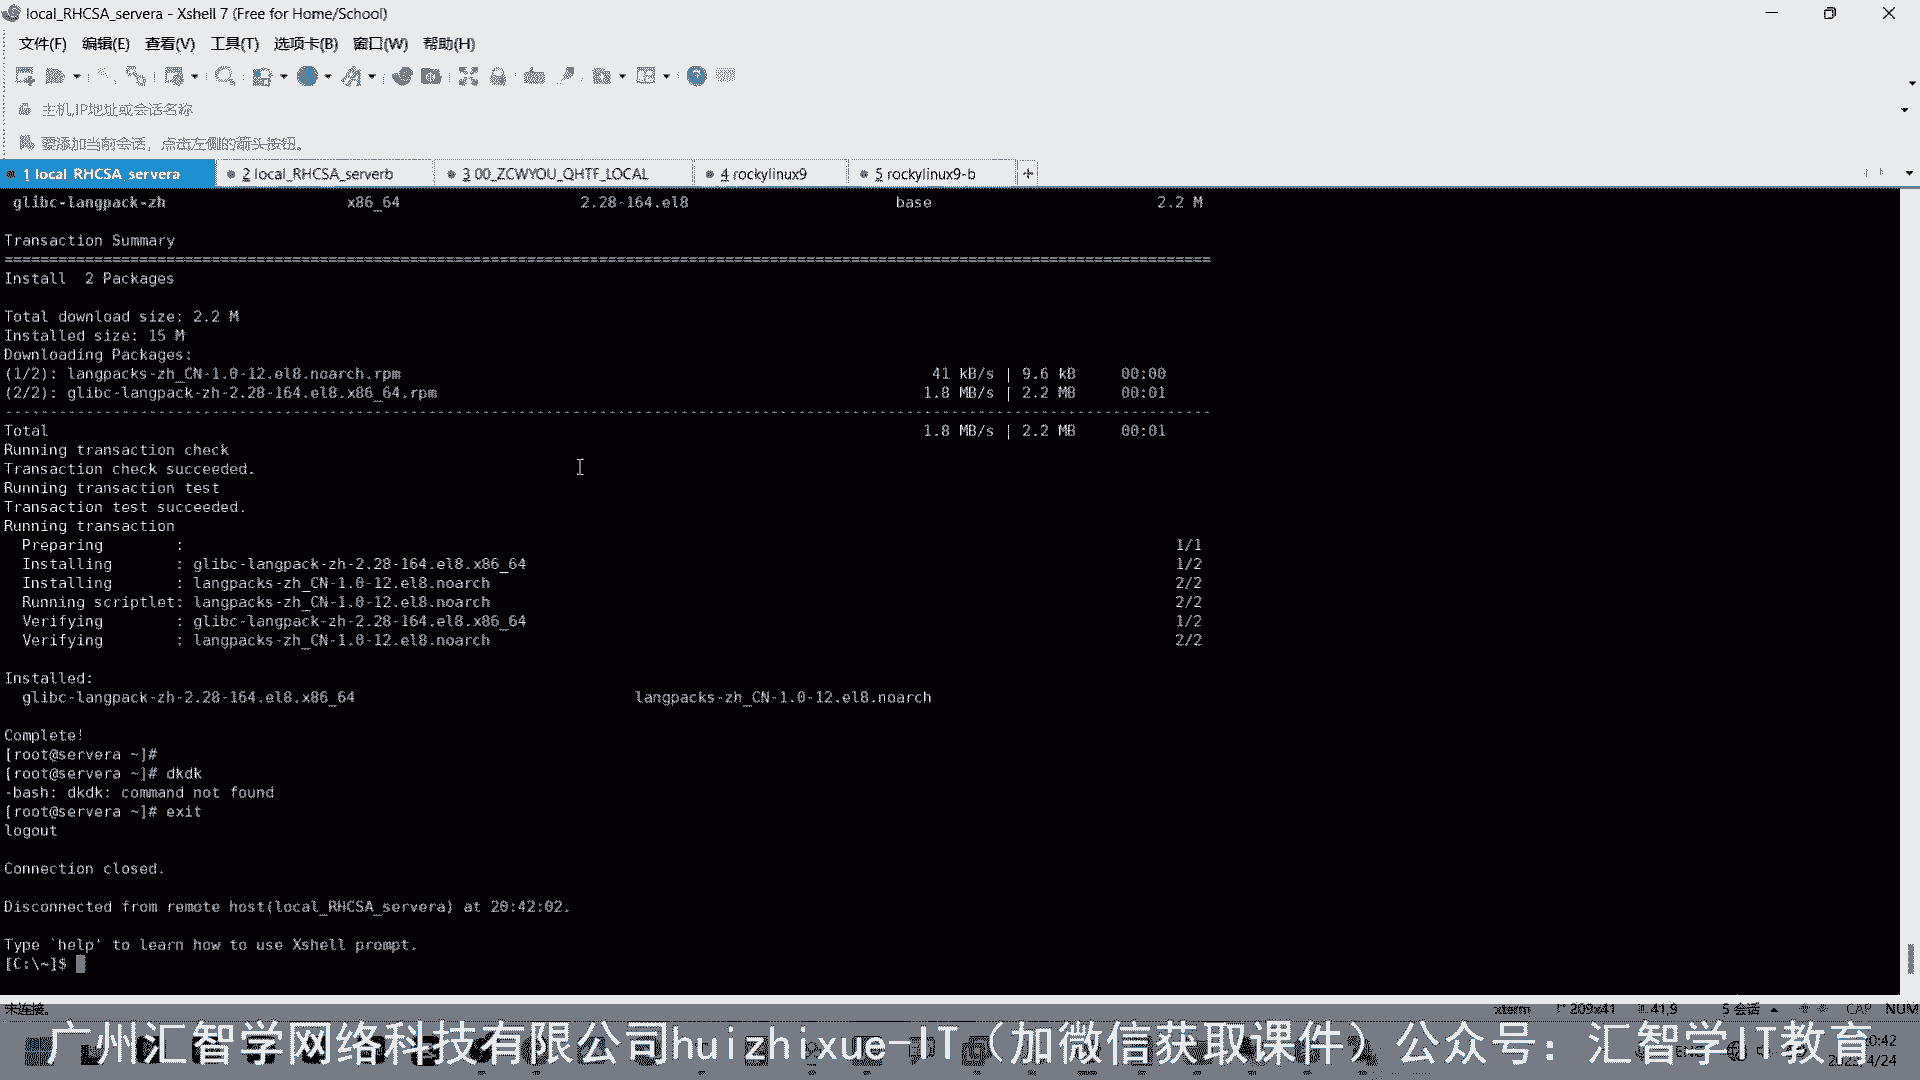 local_RHCSA_servera - Xshell 7 (Free for Home/School)
文件(F) 编辑(E) 查看(V) 工具(T) 选项卡(B) 窗口(W) 帮助(H)
主机,IP地址或会话名称
要添加当前会话，点击左侧的箭头按钮。
1 local_RHCSA_servera 2 local_RHCSA_serverb 3 00_ZCWYOU_QHTF_LOCAL 4 rockylinux9 5 rockylinux9-b +
glibc-langpack-zh x86_64 2.28-164.el8 base 2.2 M
Transaction Summary
================================================================================
Install  2 Packages
Total download size: 2.2 M
Installed size: 15 M
Downloading Packages:
(1/2): langpacks-zh_CN-1.0-12.el8.noarch.rpm 41 kB/s | 9.6 kB 00:00
(2/2): glibc-langpack-zh-2.28-164.el8.x86_64.rpm 1.8 MB/s | 2.2 MB 00:01
--------------------------------------------------------------------------------
Total 1.8 MB/s | 2.2 MB 00:01
Running transaction check
Transaction check succeeded.
Running transaction test
Transaction test succeeded.
Running transaction
Preparing : 1/1
Installing : glibc-langpack-zh-2.28-164.el8.x86_64 1/2
Installing : langpacks-zh_CN-1.0-12.el8.noarch 2/2
Running scriptlet: langpacks-zh_CN-1.0-12.el8.noarch 2/2
Verifying : glibc-langpack-zh-2.28-164.el8.x86_64 1/2
Verifying : langpacks-zh_CN-1.0-12.el8.noarch 2/2
Installed:
glibc-langpack-zh-2.28-164.el8.x86_64 langpacks-zh_CN-1.0-12.el8.noarch
Complete!
[root@servera ~]#
[root@servera ~]# dkdk
-bash: dkdk: command not found
[root@servera ~]# exit
logout
Connection closed.
Disconnected from remote host(local_RHCSA_servera) at 20:42:02.
Type `help' to learn how to use Xshell prompt.
[C:\~]$
未连接。 xterm 209x41 41,9 5 会话 CAP NUM
广州汇智学网络科技有限公司huizhixue-IT（加微信获取课件）公众号：汇智学IT教育